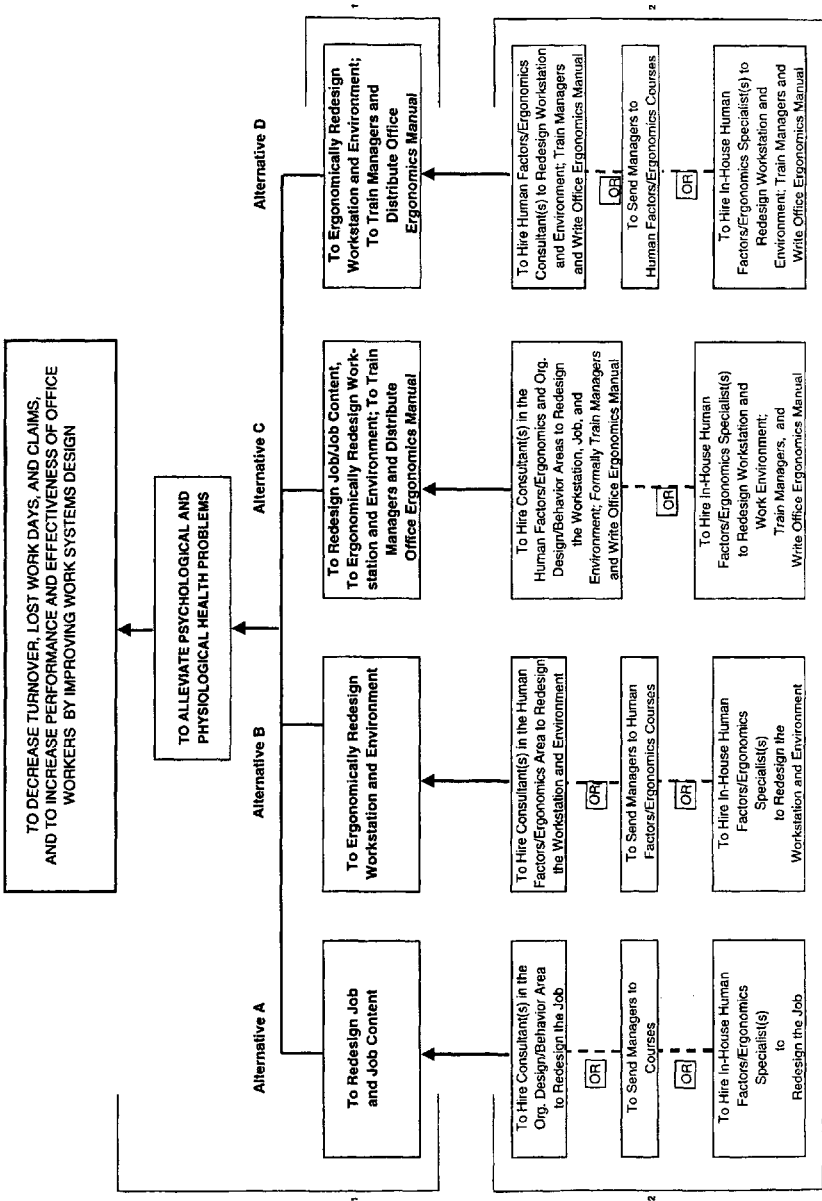 TO DECREASE TURNOVER, LOST WORK DAYS, AND CLAIMS,
AND TO INCREASE PERFORMANCE AND EFFECTIVENESS OF OFFICE
WORKERS BY IMPROVING WORK SYSTEMS DESIGN
TO ALLEVIATE PSYCHOLOGICAL AND
PHYSIOLOGICAL HEALTH PROBLEMS
1
1
Alternative A
To Redesign Job
and Job Content
Alternative B
To Ergonomically Redesign
Workstation and Environment
Alternative C
To Redesign Job/Job Content,
To Ergonomically Redesign Work-
station and Environment; To Train
Managers and Distribute
Office Ergonomics Manual
Alternative D
To Ergonomically Redesign
Workstation and Environment;
To Train Managers and
Distribute Office
Ergonomics Manual
2
2
To Hire Consultant(s) in the
Org. Design/Behavior Area
to Redesign the Job
OR
To Send Managers to
Courses
OR
To Hire In-House Human
Factors/Ergonomics
Specialist(s)
to
Redesign the Job
To Hire Consultant(s) in the Human
Factors/Ergonomics Area to Redesign
the Workstation and Environment
OR
To Send Managers to Human
Factors/Ergonomics Courses
OR
To Hire In-House Human
Factors/Ergonomics
Specialist(s)
to Redesign the
Workstation and Environment
To Hire Consultant(s) in the
Human Factors/Ergonomics and Org.
Design/Behavior Areas to Redesign
the Workstation, Job, and
Environment; Formally Train Managers
and Write Office Ergonomics Manual
OR
To Hire In-House Human
Factors/Ergonomics Specialist(s)
to Redesign Workstation and
Work Environment;
Train Managers, and
Write Office Ergonomics Manual
To Hire Human Factors/Ergonomics
Consultant(s) to Redesign Workstation
and Environment; Train Managers
and Write Office Ergonomics Manual
OR
To Send Managers to
Human Factors/Ergonomics Courses
OR
To Hire In-House Human
Factors/Ergonomics Specialist(s) to
Redesign Workstation and
Environment; Train Managers and
Write Office Ergonomics Manual